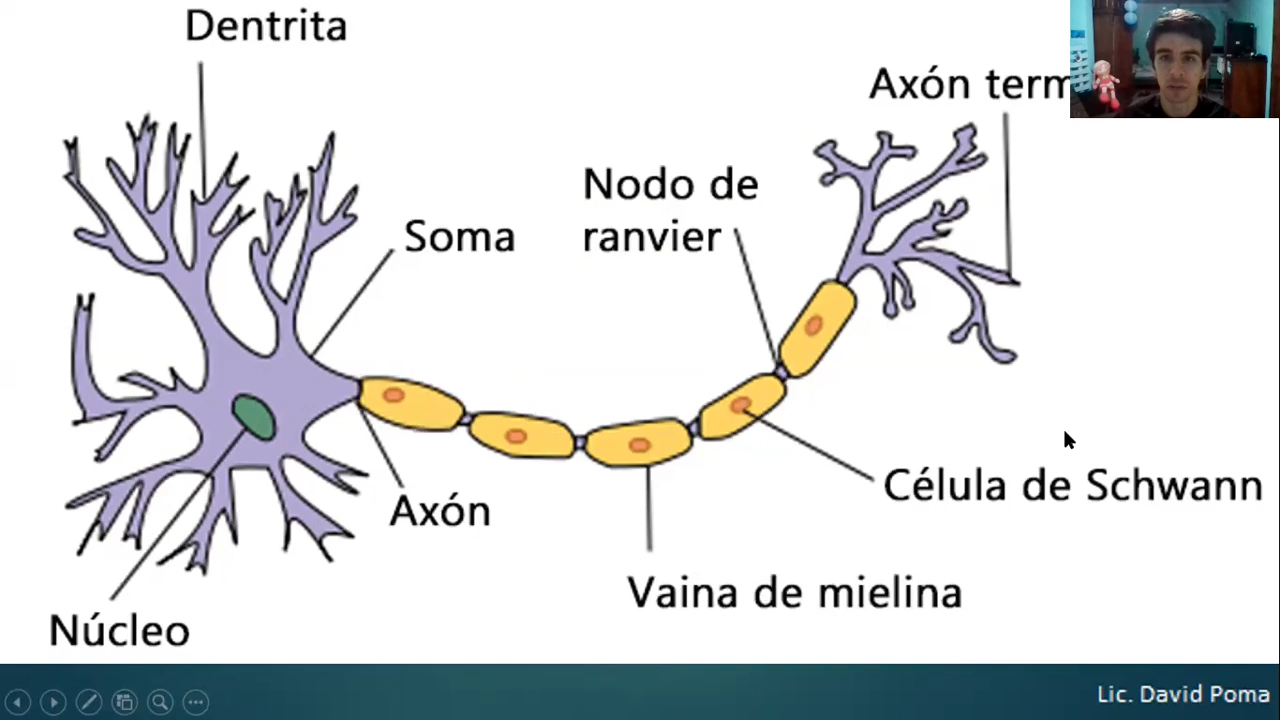 Dentrita
Axón term
Nodo de
ranvier
Soma
Célula de Schwann
Axón
Vaina de mielina
Núcleo
Lic. David Poma